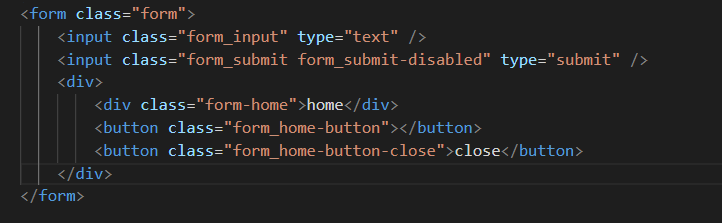 <form class="form">
<input class="form_input" type="text" />
<input class="form_submit form_submit-disabled" type="submit" />
<div>
<div class="form-home">home</div>
<button class="form_home-button"></button>
<button class="form_home-button-close">close</button>
</div>
</form>